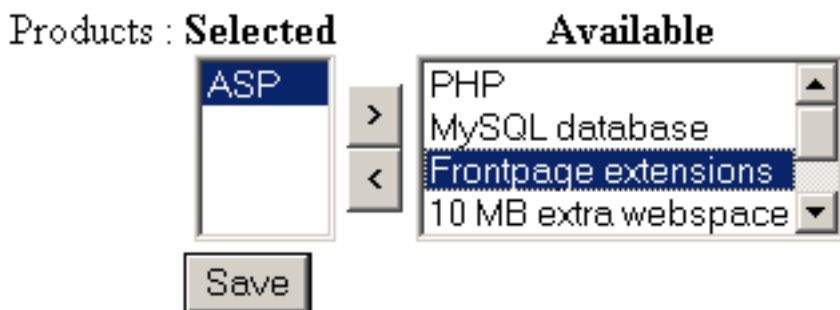 Products : Selected Available
ASP
PHP
>
MySQL database
<
Frontpage extensions
10 MB extra webspace
Save